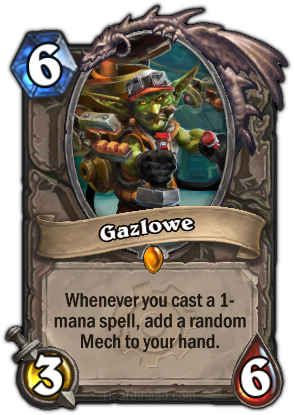 6
Gazlowe
Whenever you cast a 1-
mana spell, add a random
Mech to your hand.
3
6